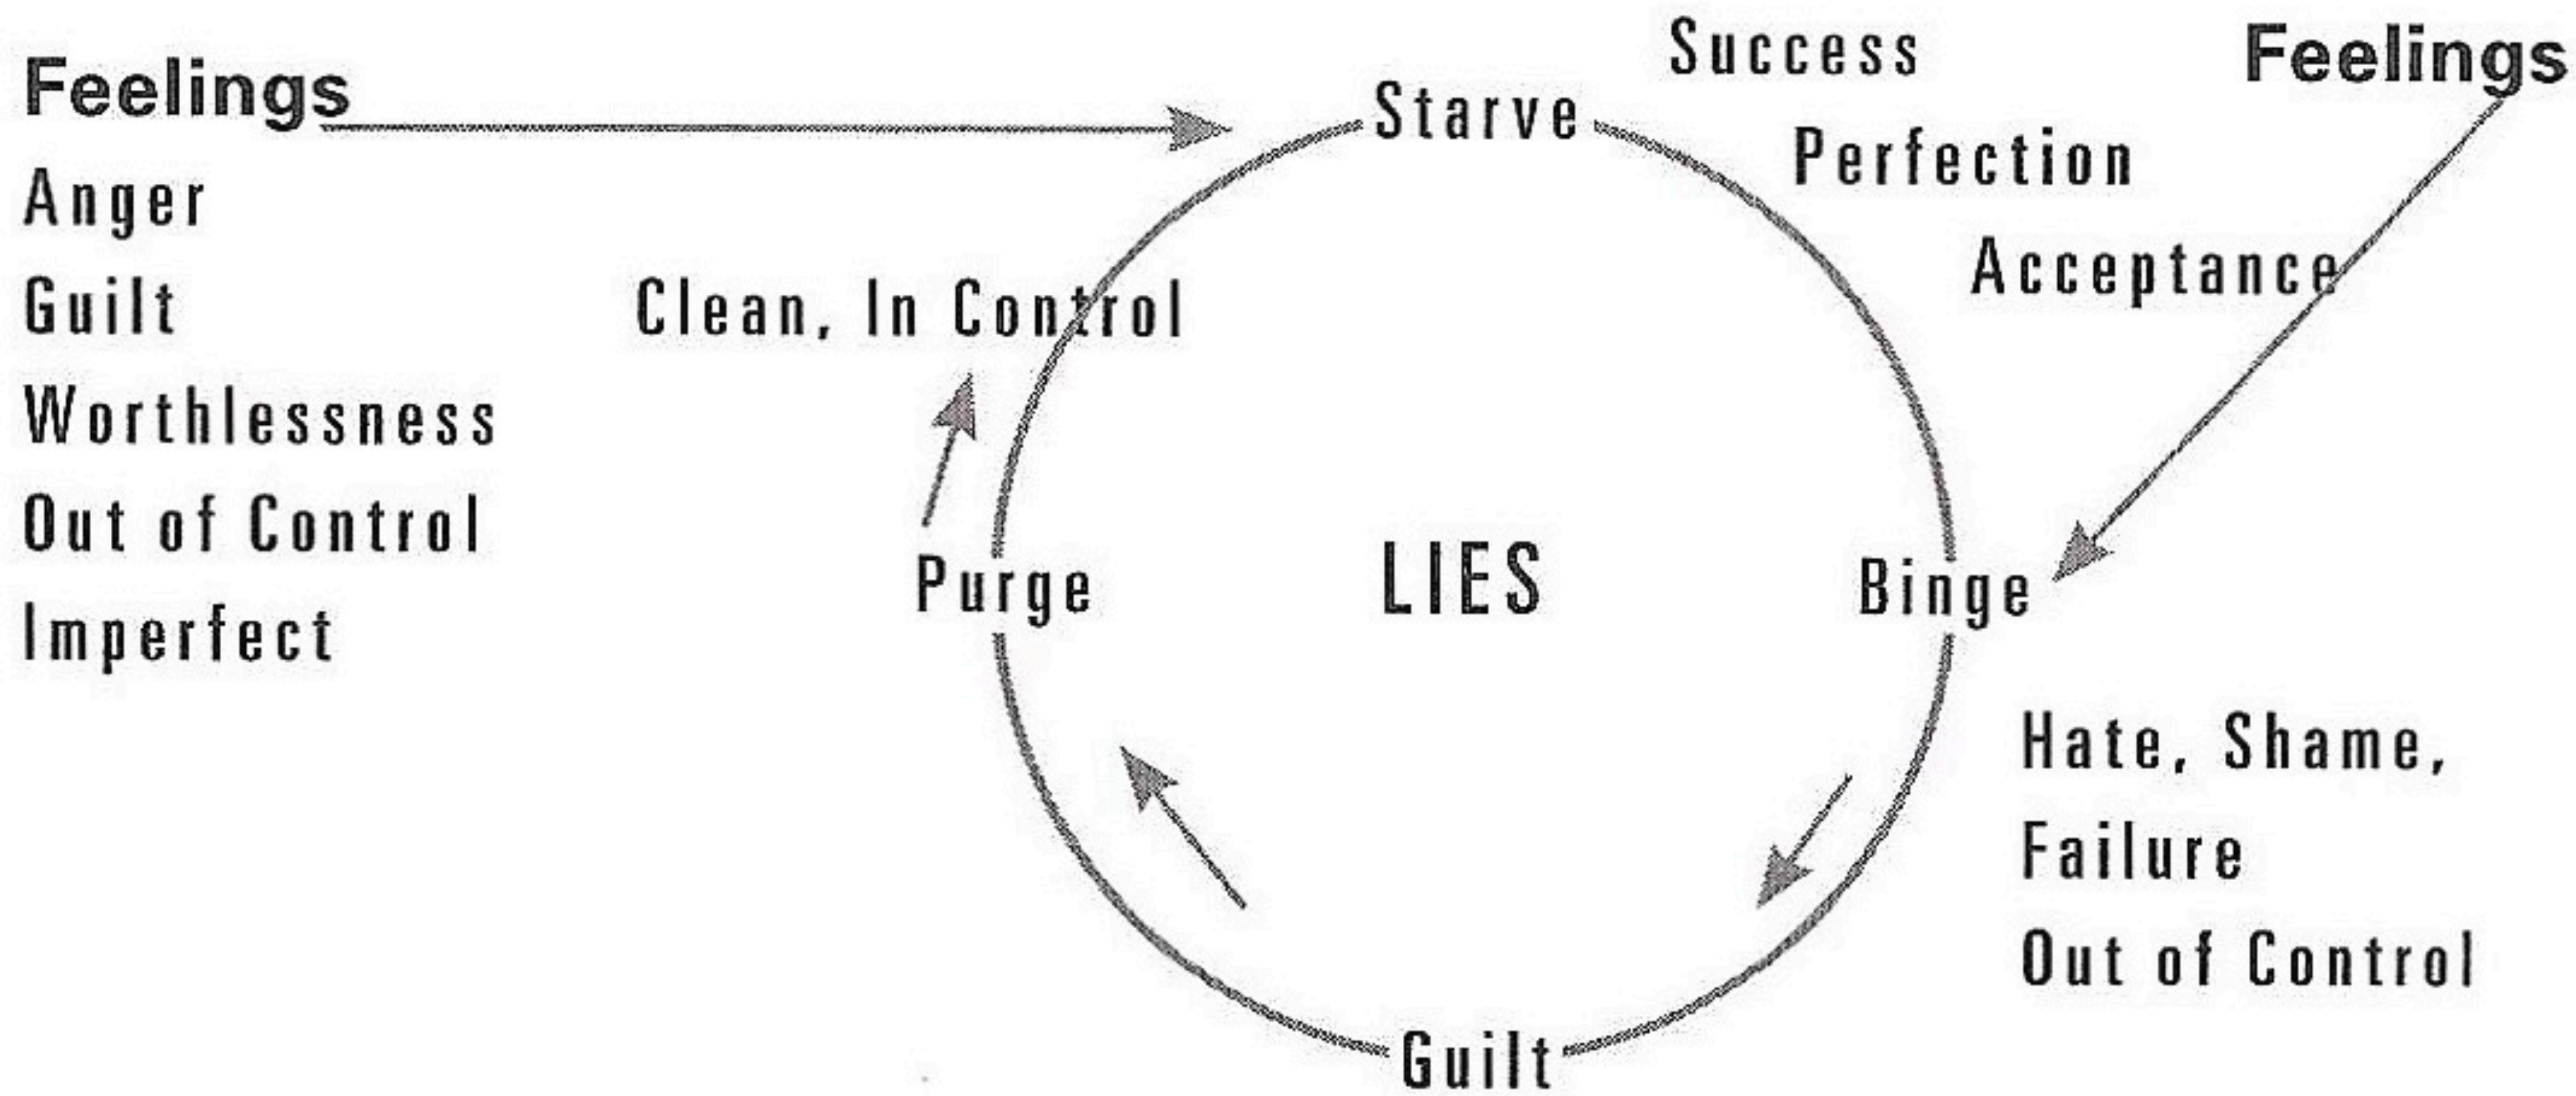 Feelings
Anger
Guilt
Worthlessness
Out of Control
Imperfect
Clean, In Control
Starve
Success
Perfection
Acceptance
Feelings
Purge
LIES
Binge
Hate, Shame,
Failure
Out of Control
Guilt